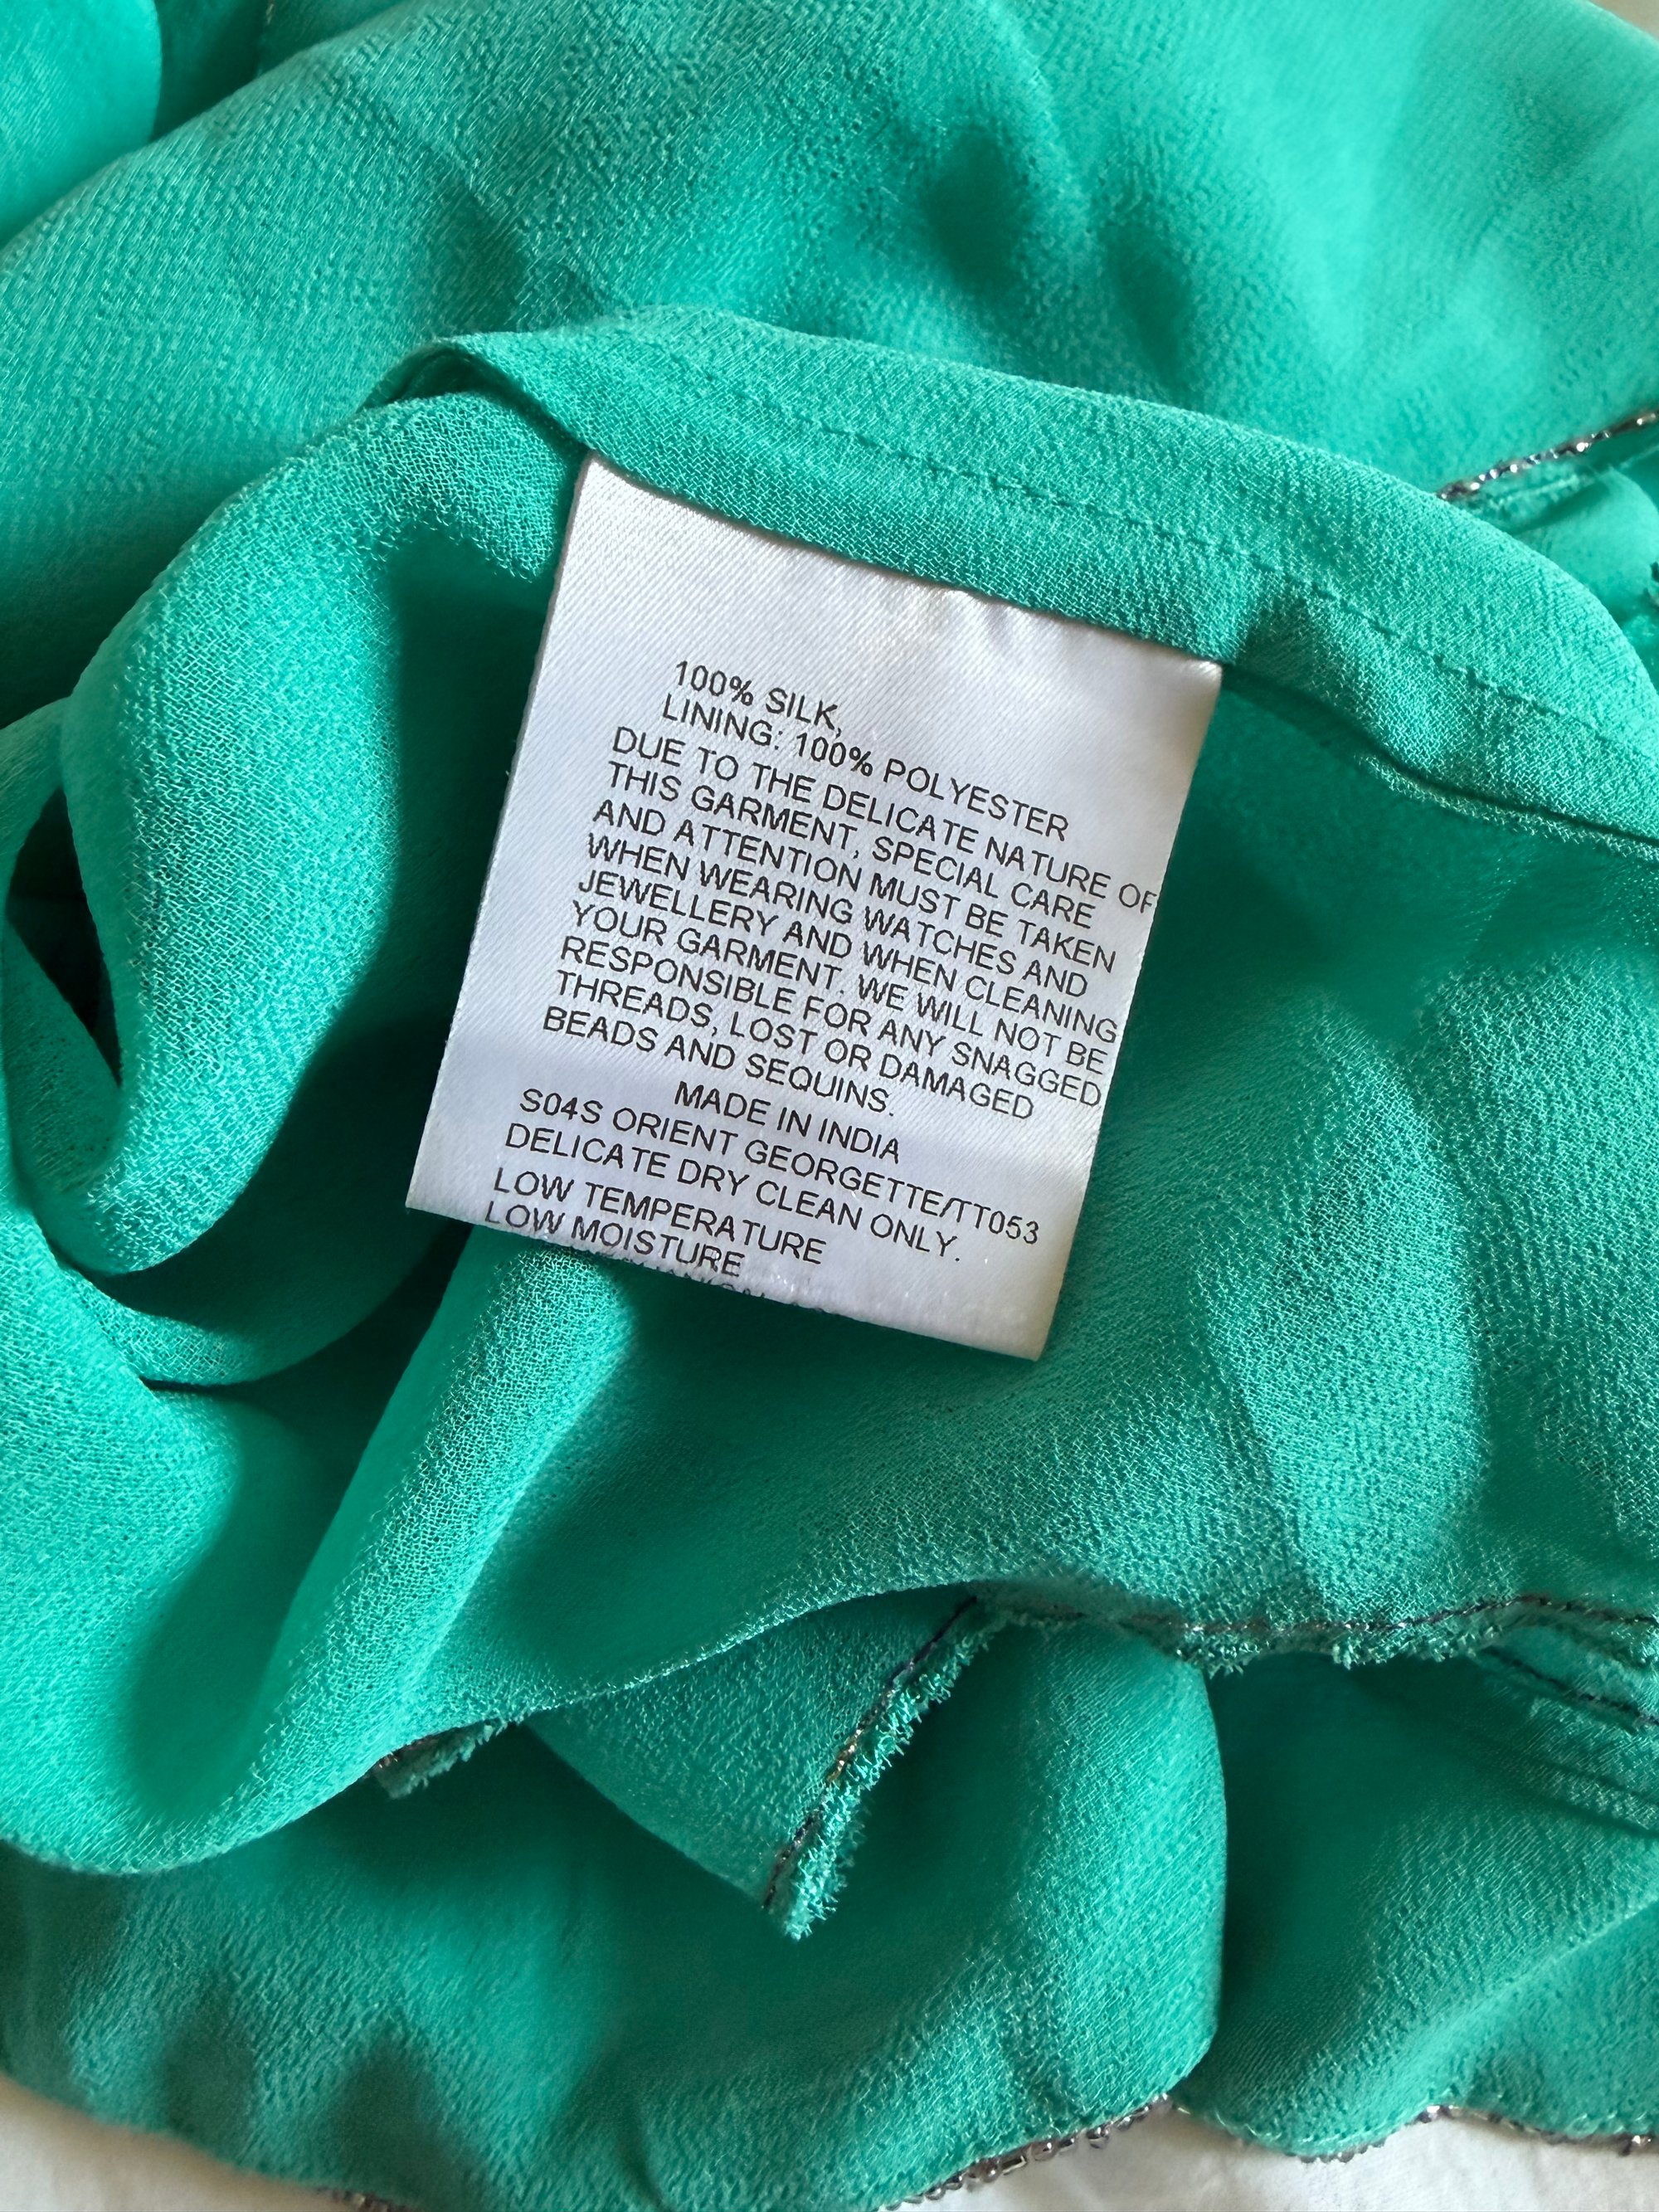 100% SILK,
LINING: 100% POLYESTER
DUE TO THE DELICATE NATURE OF
THIS GARMENT, SPECIAL CARE
AND ATTENTION MUST BE TAKEN
WHEN WEARING WATCHES AND
JEWELLERY AND WHEN CLEANING
YOUR GARMENT. WE WILL NOT BE
RESPONSIBLE FOR ANY SNAGGED
THREADS, LOST OR DAMAGED
BEADS AND SEQUINS.
MADE IN INDIA
S04S ORIENT GEORGETTE/TT053
DELICATE DRY CLEAN ONLY.
LOW TEMPERATURE
LOW MOISTURE